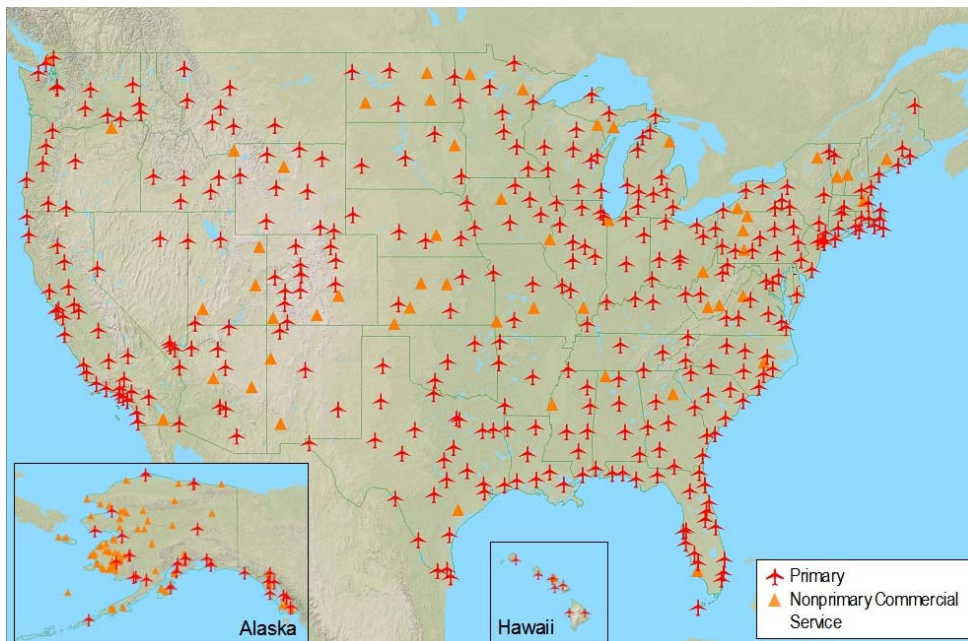 Alaska
Hawaii
Primary
Nonprimary Commercial
Service